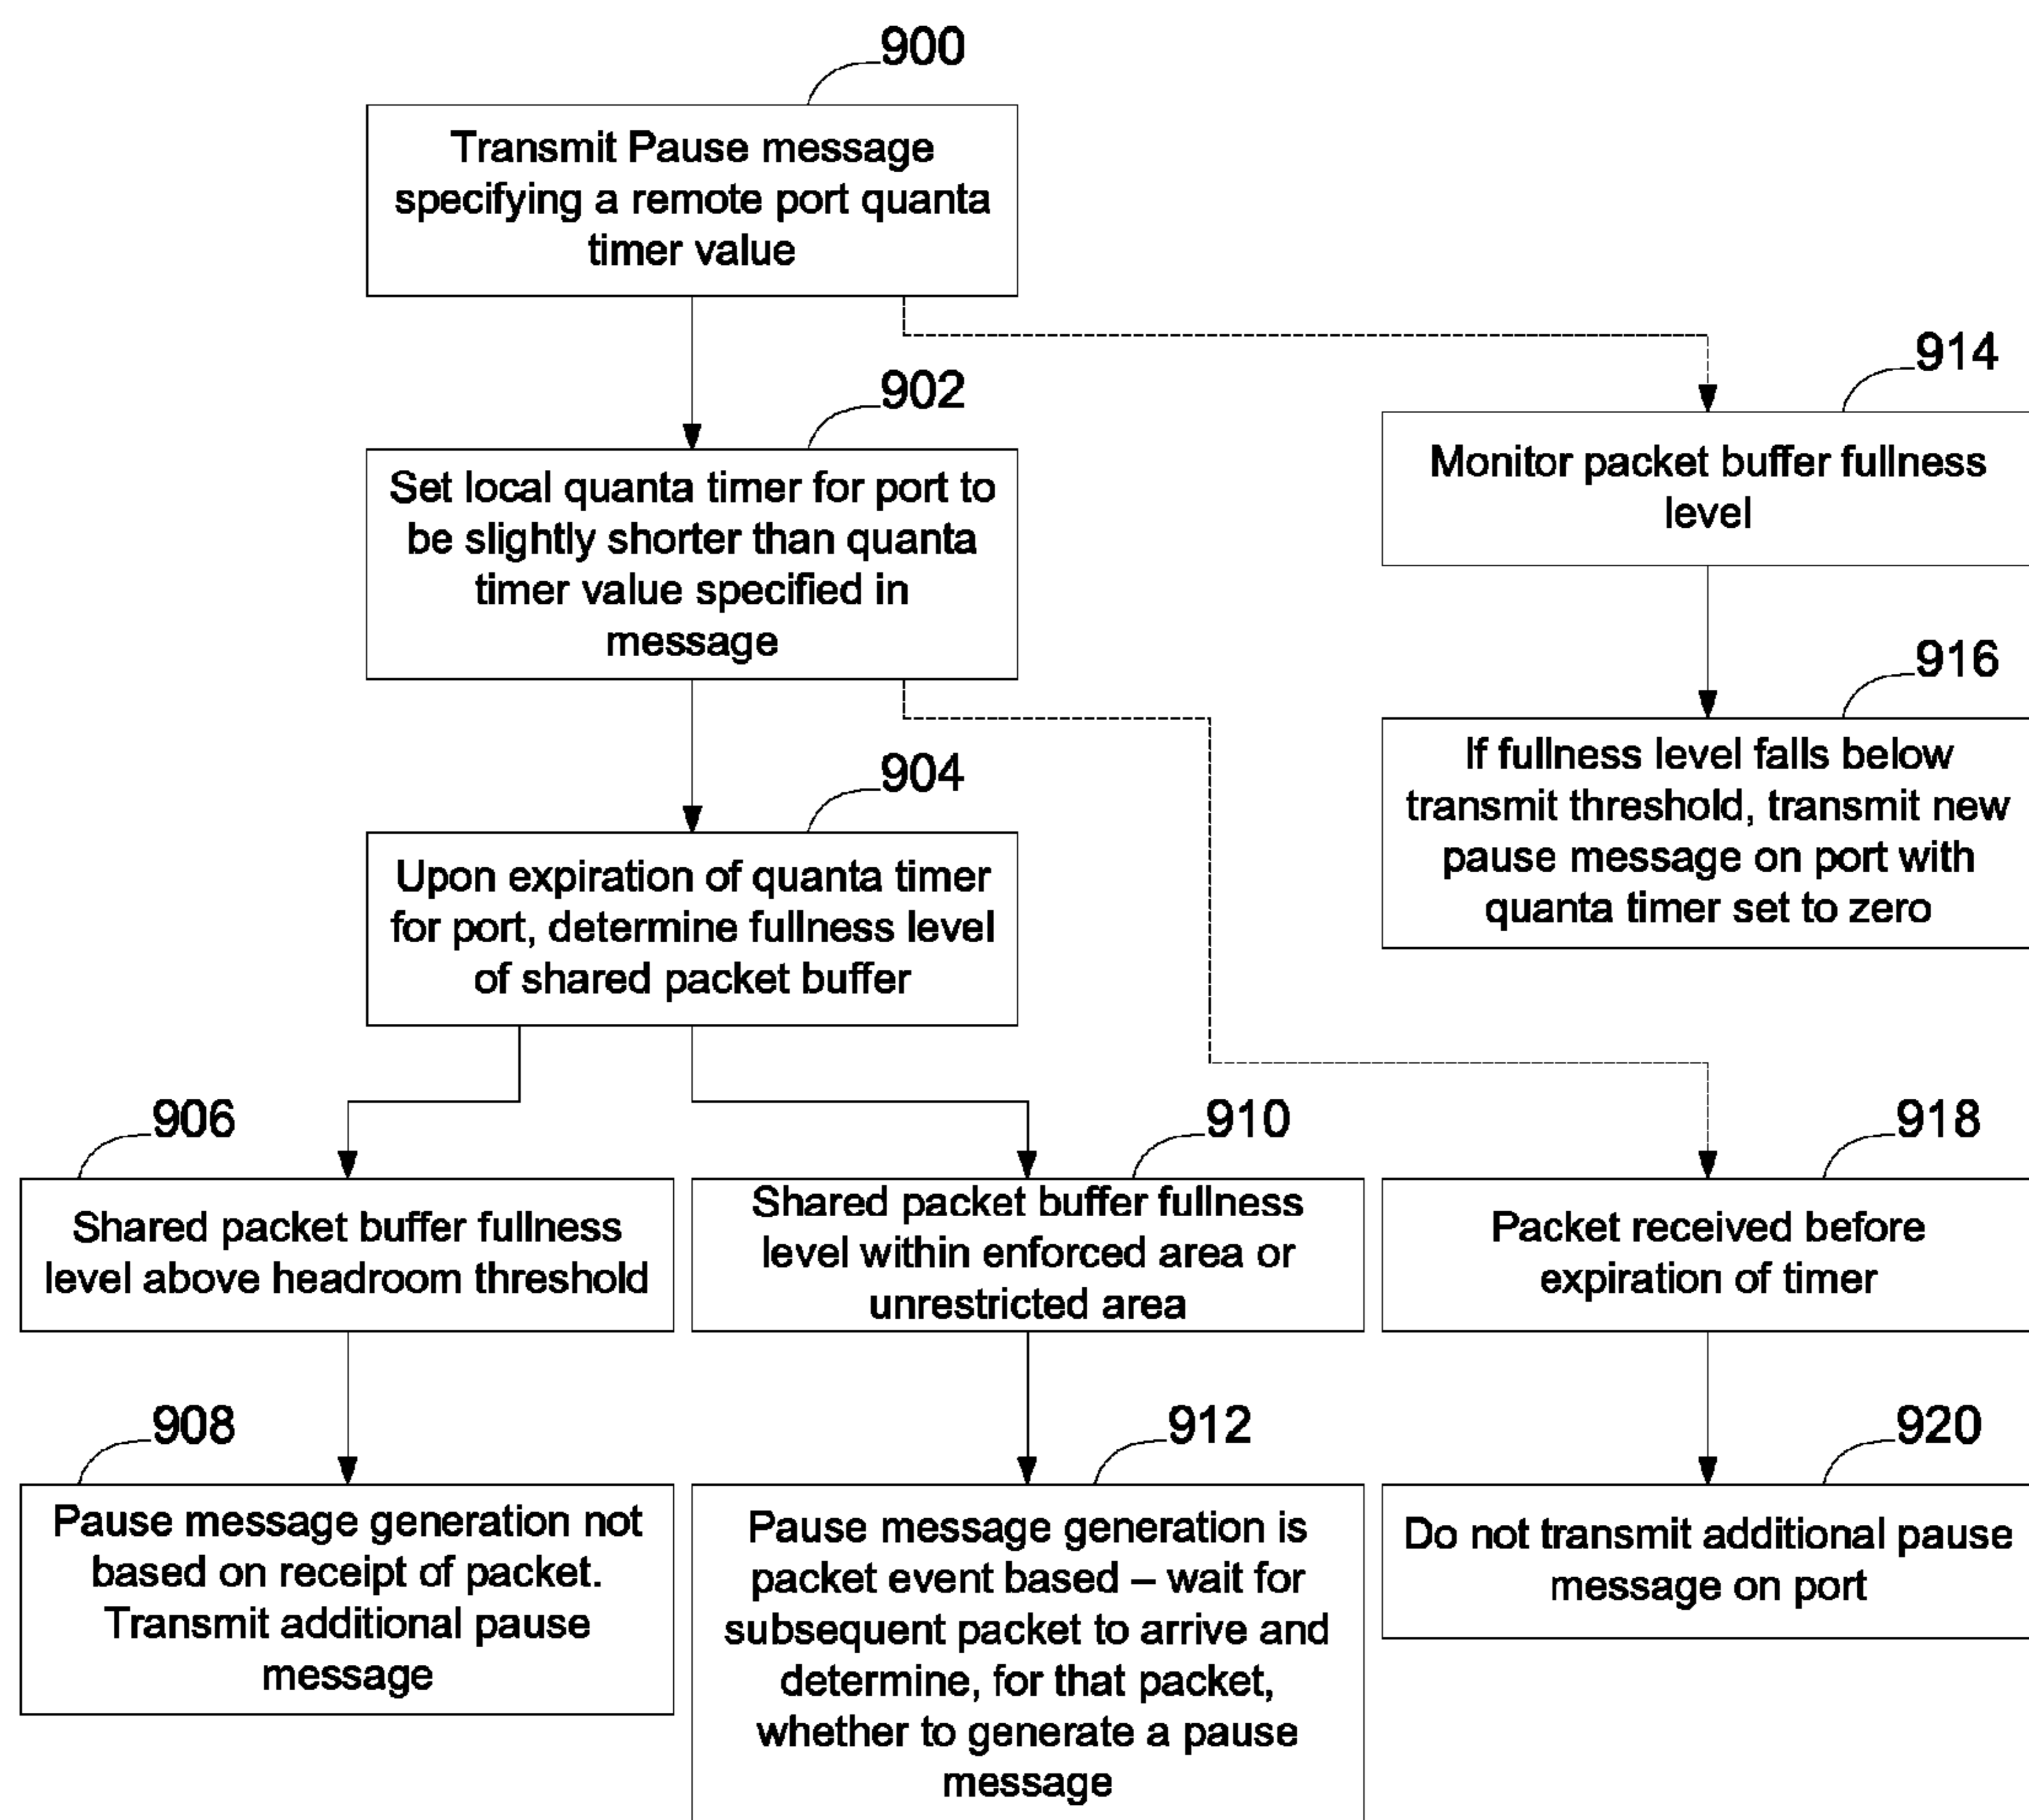 900
Transmit Pause message
specifying a remote port quanta
timer value
902
Set local quanta timer for port to
be slightly shorter than quanta
timer value specified in
message
904
Upon expiration of quanta timer
for port, determine fullness level
of shared packet buffer
906
Shared packet buffer fullness
level above headroom threshold
908
Pause message generation not
based on receipt of packet.
Transmit additional pause
message
910
Shared packet buffer fullness
level within enforced area or
unrestricted area
912
Pause message generation is
packet event based – wait for
subsequent packet to arrive and
determine, for that packet,
whether to generate a pause
message
914
Monitor packet buffer fullness
level
916
If fullness level falls below
transmit threshold, transmit new
pause message on port with
quanta timer set to zero
918
Packet received before
expiration of timer
920
Do not transmit additional pause
message on port